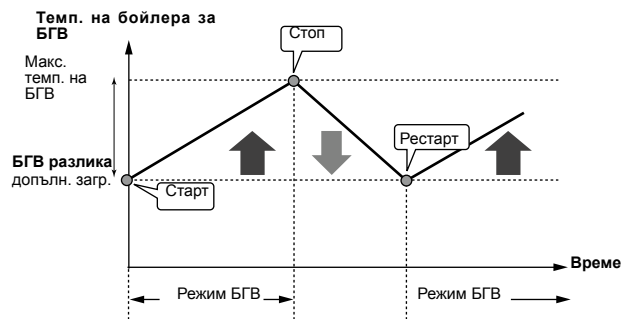 Темп. на бойлера за
БГВ
Стоп
Макс.
темп. на
БГВ
Рестарт
БГВ разлика
допълн. загр.
Старт
Време
Режим БГВ
Режим БГВ